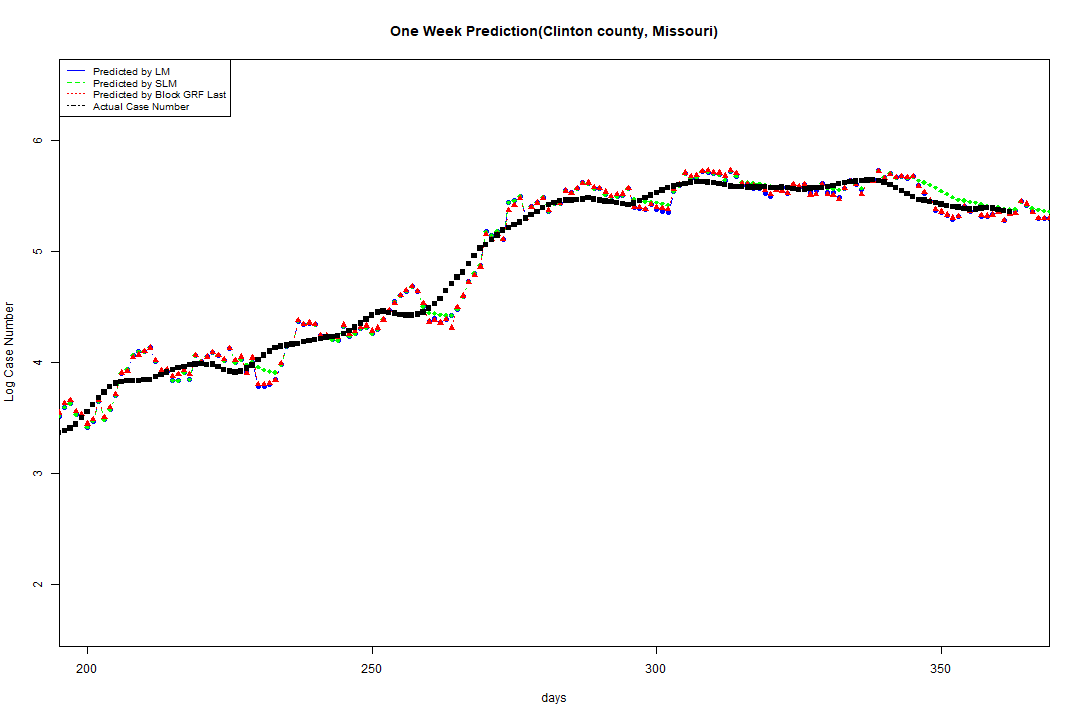 One Week Prediction(Clinton county, Missouri)
Predicted by LM
Predicted by SLM
Predicted by Block GRF Last
Actual Case Number
Log Case Number
6
5
4
3
2
200
250
300
350
days